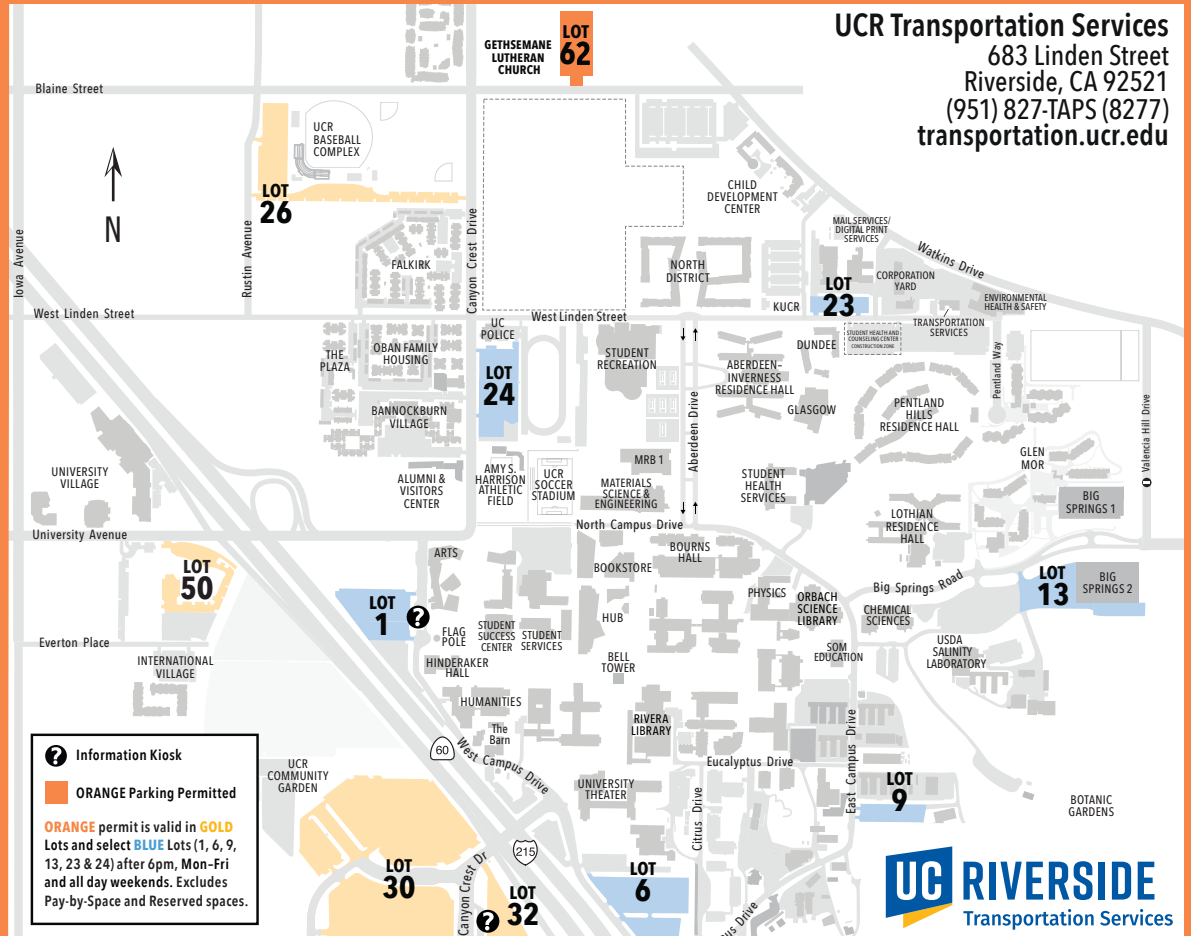 UCR Transportation Services
683 Linden Street
Riverside, CA 92521
(951) 827-TAPS (8277)
transportation.ucr.edu
GETHSEMANE
LUTHERAN
CHURCH
LOT
62
Blaine Street
UCR
BASEBALL
COMPLEX
LOT
26
N
CHILD
DEVELOPMENT
CENTER
MAIL SERVICES/
DIGITAL PRINT
SERVICES
Watkins Drive
Iowa Avenue
Rustin Avenue
Canyon Crest Drive
FALKIRK
NORTH
DISTRICT
CORPORATION
YARD
LOT
23
KUCR
ENVIRONMENTAL
HEALTH & SAFETY
West Linden Street
West Linden Street
TRANSPORTATION
SERVICES
UC
POLICE
STUDENT HEALTH AND
COUNSELING CENTER
CONSTRUCTION ZONE
THE
PLAZA
OBAN FAMILY
HOUSING
STUDENT
RECREATION
DUNDEE
Pentland Way
LOT
24
ABERDEEN–
INVERNESS
RESIDENCE HALL
BANNOCKBURN
VILLAGE
GLASGOW
PENTLAND
HILLS
RESIDENCE HALL
Aberdeen Drive
Valencia Hill Drive
UNIVERSITY
VILLAGE
ALUMNI &
VISITORS
CENTER
AMY S.
HARRISON
ATHLETIC
FIELD
UCR
SOCCER
STADIUM
MRB 1
MATERIALS
SCIENCE &
ENGINEERING
STUDENT
HEALTH
SERVICES
GLEN
MOR
BIG
SPRINGS 1
LOTHIAN
RESIDENCE
HALL
North Campus Drive
University Avenue
ARTS
BOURNS
HALL
BOOKSTORE
LOT
50
Big Springs Road
LOT
13
BIG
SPRINGS 2
LOT
1
?
PHYSICS
ORBACH
SCIENCE
LIBRARY
CHEMICAL
SCIENCES
FLAG
POLE
STUDENT
SUCCESS
CENTER
STUDENT
SERVICES
HUB
Everton Place
INTERNATIONAL
VILLAGE
HINDERAKER
HALL
BELL
TOWER
SOM
EDUCATION
USDA
SALINITY
LABORATORY
HUMANITIES
The
Barn
RIVERA
LIBRARY
60
West Campus Drive
Eucalyptus Drive
East Campus Drive
UCR
COMMUNITY
GARDEN
UNIVERSITY
THEATER
Citrus Drive
LOT
9
BOTANIC
GARDENS
LOT
30
Canyon Crest Dr
215
LOT
32
?
LOT
6
pus Drive
? Information Kiosk
ORANGE Parking Permitted
ORANGE permit is valid in GOLD
Lots and select BLUE Lots (1, 6, 9,
13, 23 & 24) after 6pm, Mon–Fri
and all day weekends. Excludes
Pay-by-Space and Reserved spaces.
UC RIVERSIDE
Transportation Services